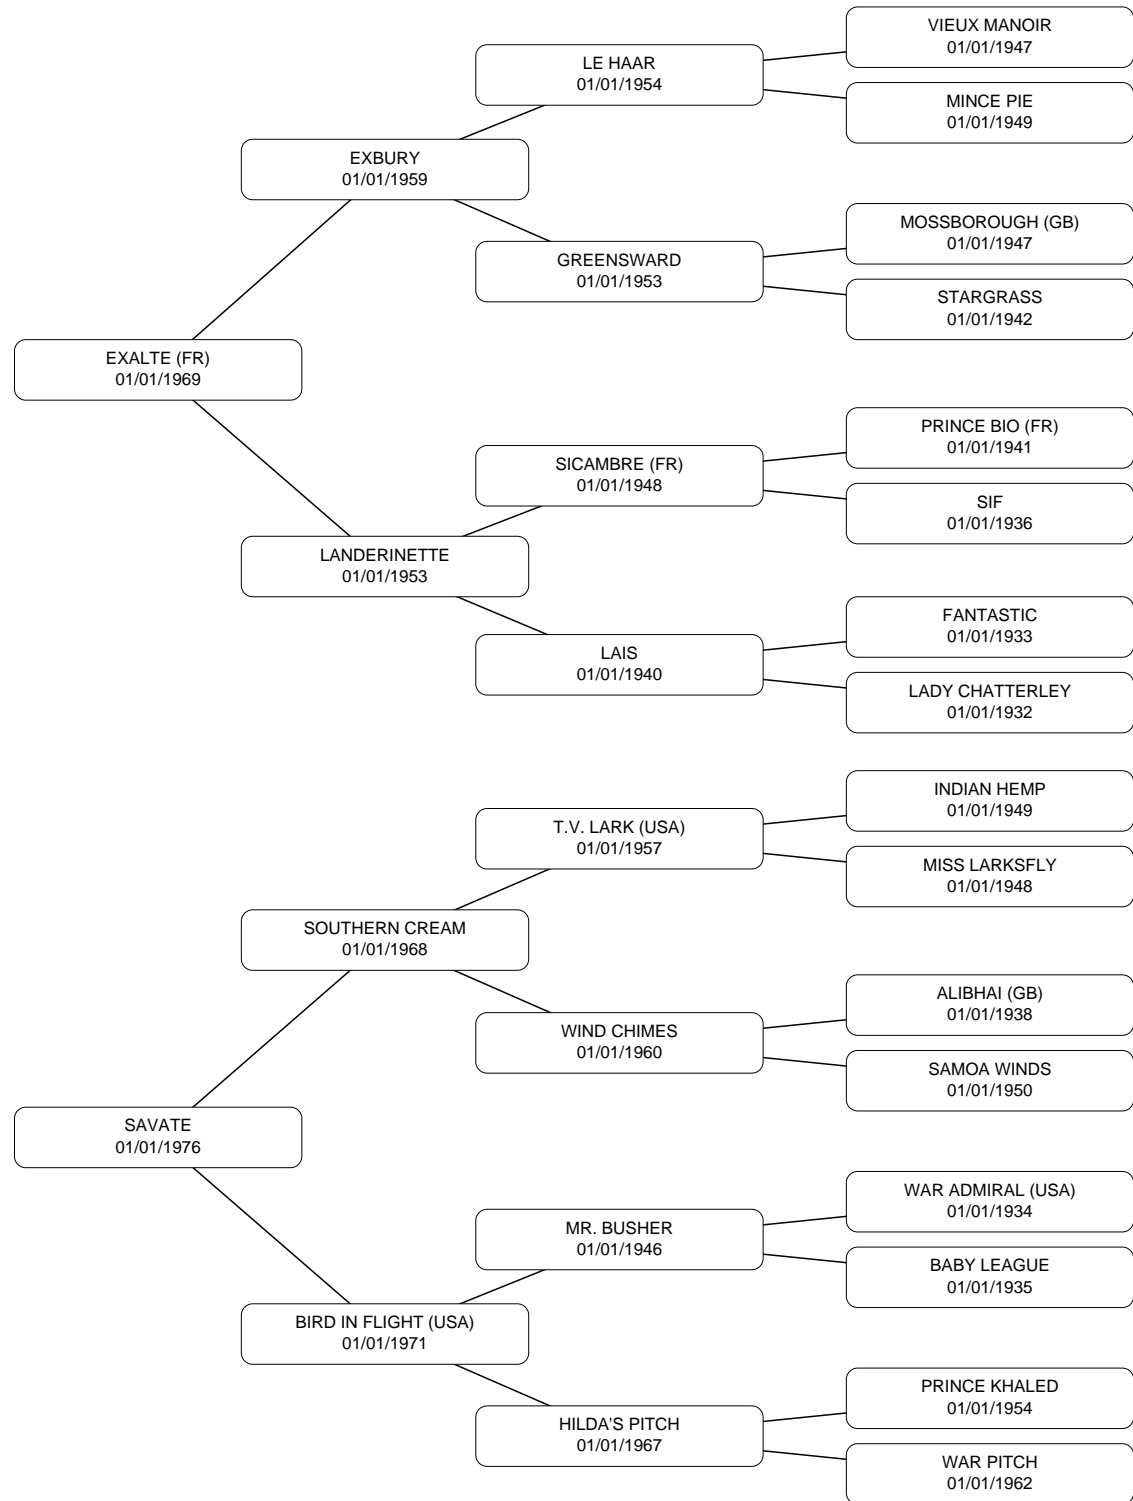 VIEUX MANOIR
01/01/1947
LE HAAR
01/01/1954
MINCE PIE
01/01/1949
EXBURY
01/01/1959
MOSSBOROUGH (GB)
01/01/1947
GREENSWARD
01/01/1953
STARGRASS
01/01/1942
EXALTE (FR)
01/01/1969
PRINCE BIO (FR)
01/01/1941
SICAMBRE (FR)
01/01/1948
SIF
01/01/1936
LANDERINETTE
01/01/1953
FANTASTIC
01/01/1933
LAIS
01/01/1940
LADY CHATTERLEY
01/01/1932
INDIAN HEMP
01/01/1949
T.V. LARK (USA)
01/01/1957
MISS LARKSFLY
01/01/1948
SOUTHERN CREAM
01/01/1968
ALIBHAI (GB)
01/01/1938
WIND CHIMES
01/01/1960
SAMOA WINDS
01/01/1950
SAVATE
01/01/1976
WAR ADMIRAL (USA)
01/01/1934
MR. BUSHER
01/01/1946
BABY LEAGUE
01/01/1935
BIRD IN FLIGHT (USA)
01/01/1971
PRINCE KHALED
01/01/1954
HILDA'S PITCH
01/01/1967
WAR PITCH
01/01/1962